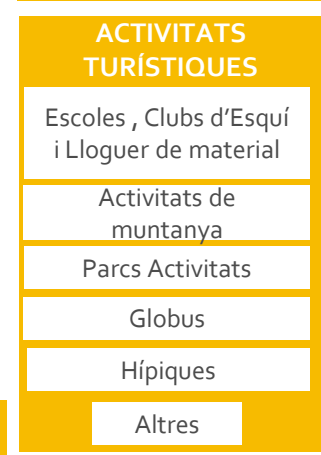 ACTIVITATS
TURÍSTIQUES
Escoles , Clubs d’Esquí
i Lloguer de material
Activitats de
muntanya
Parcs Activitats
Globus
Hípiques
Altres